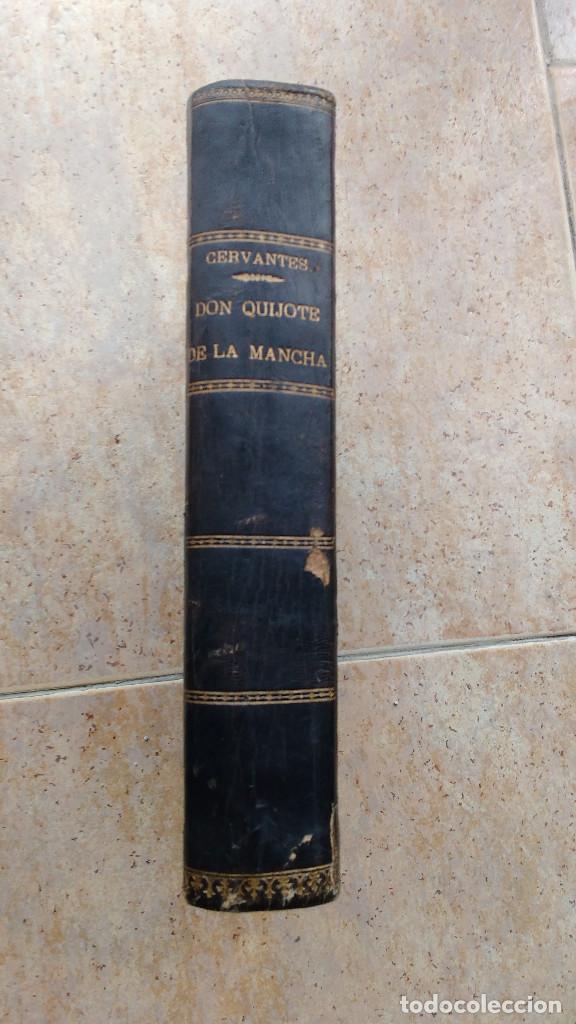 CERVANTES.
DON QUIJOTE
DE LA MANCHA
todocoleccion